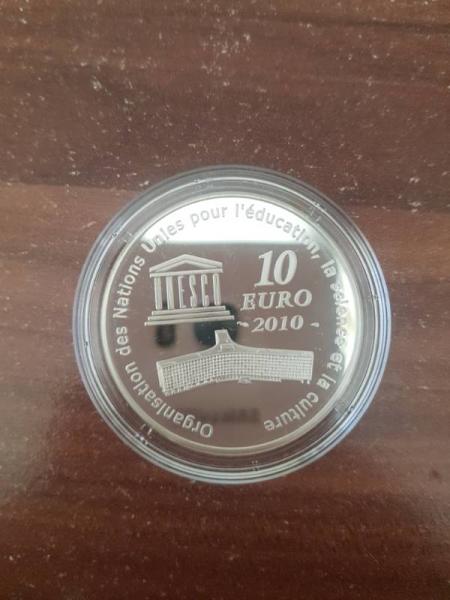 Organisation des Nations Unies pour l'éducation, la science et la culture
UNESCO
10
EURO
- 2010 -